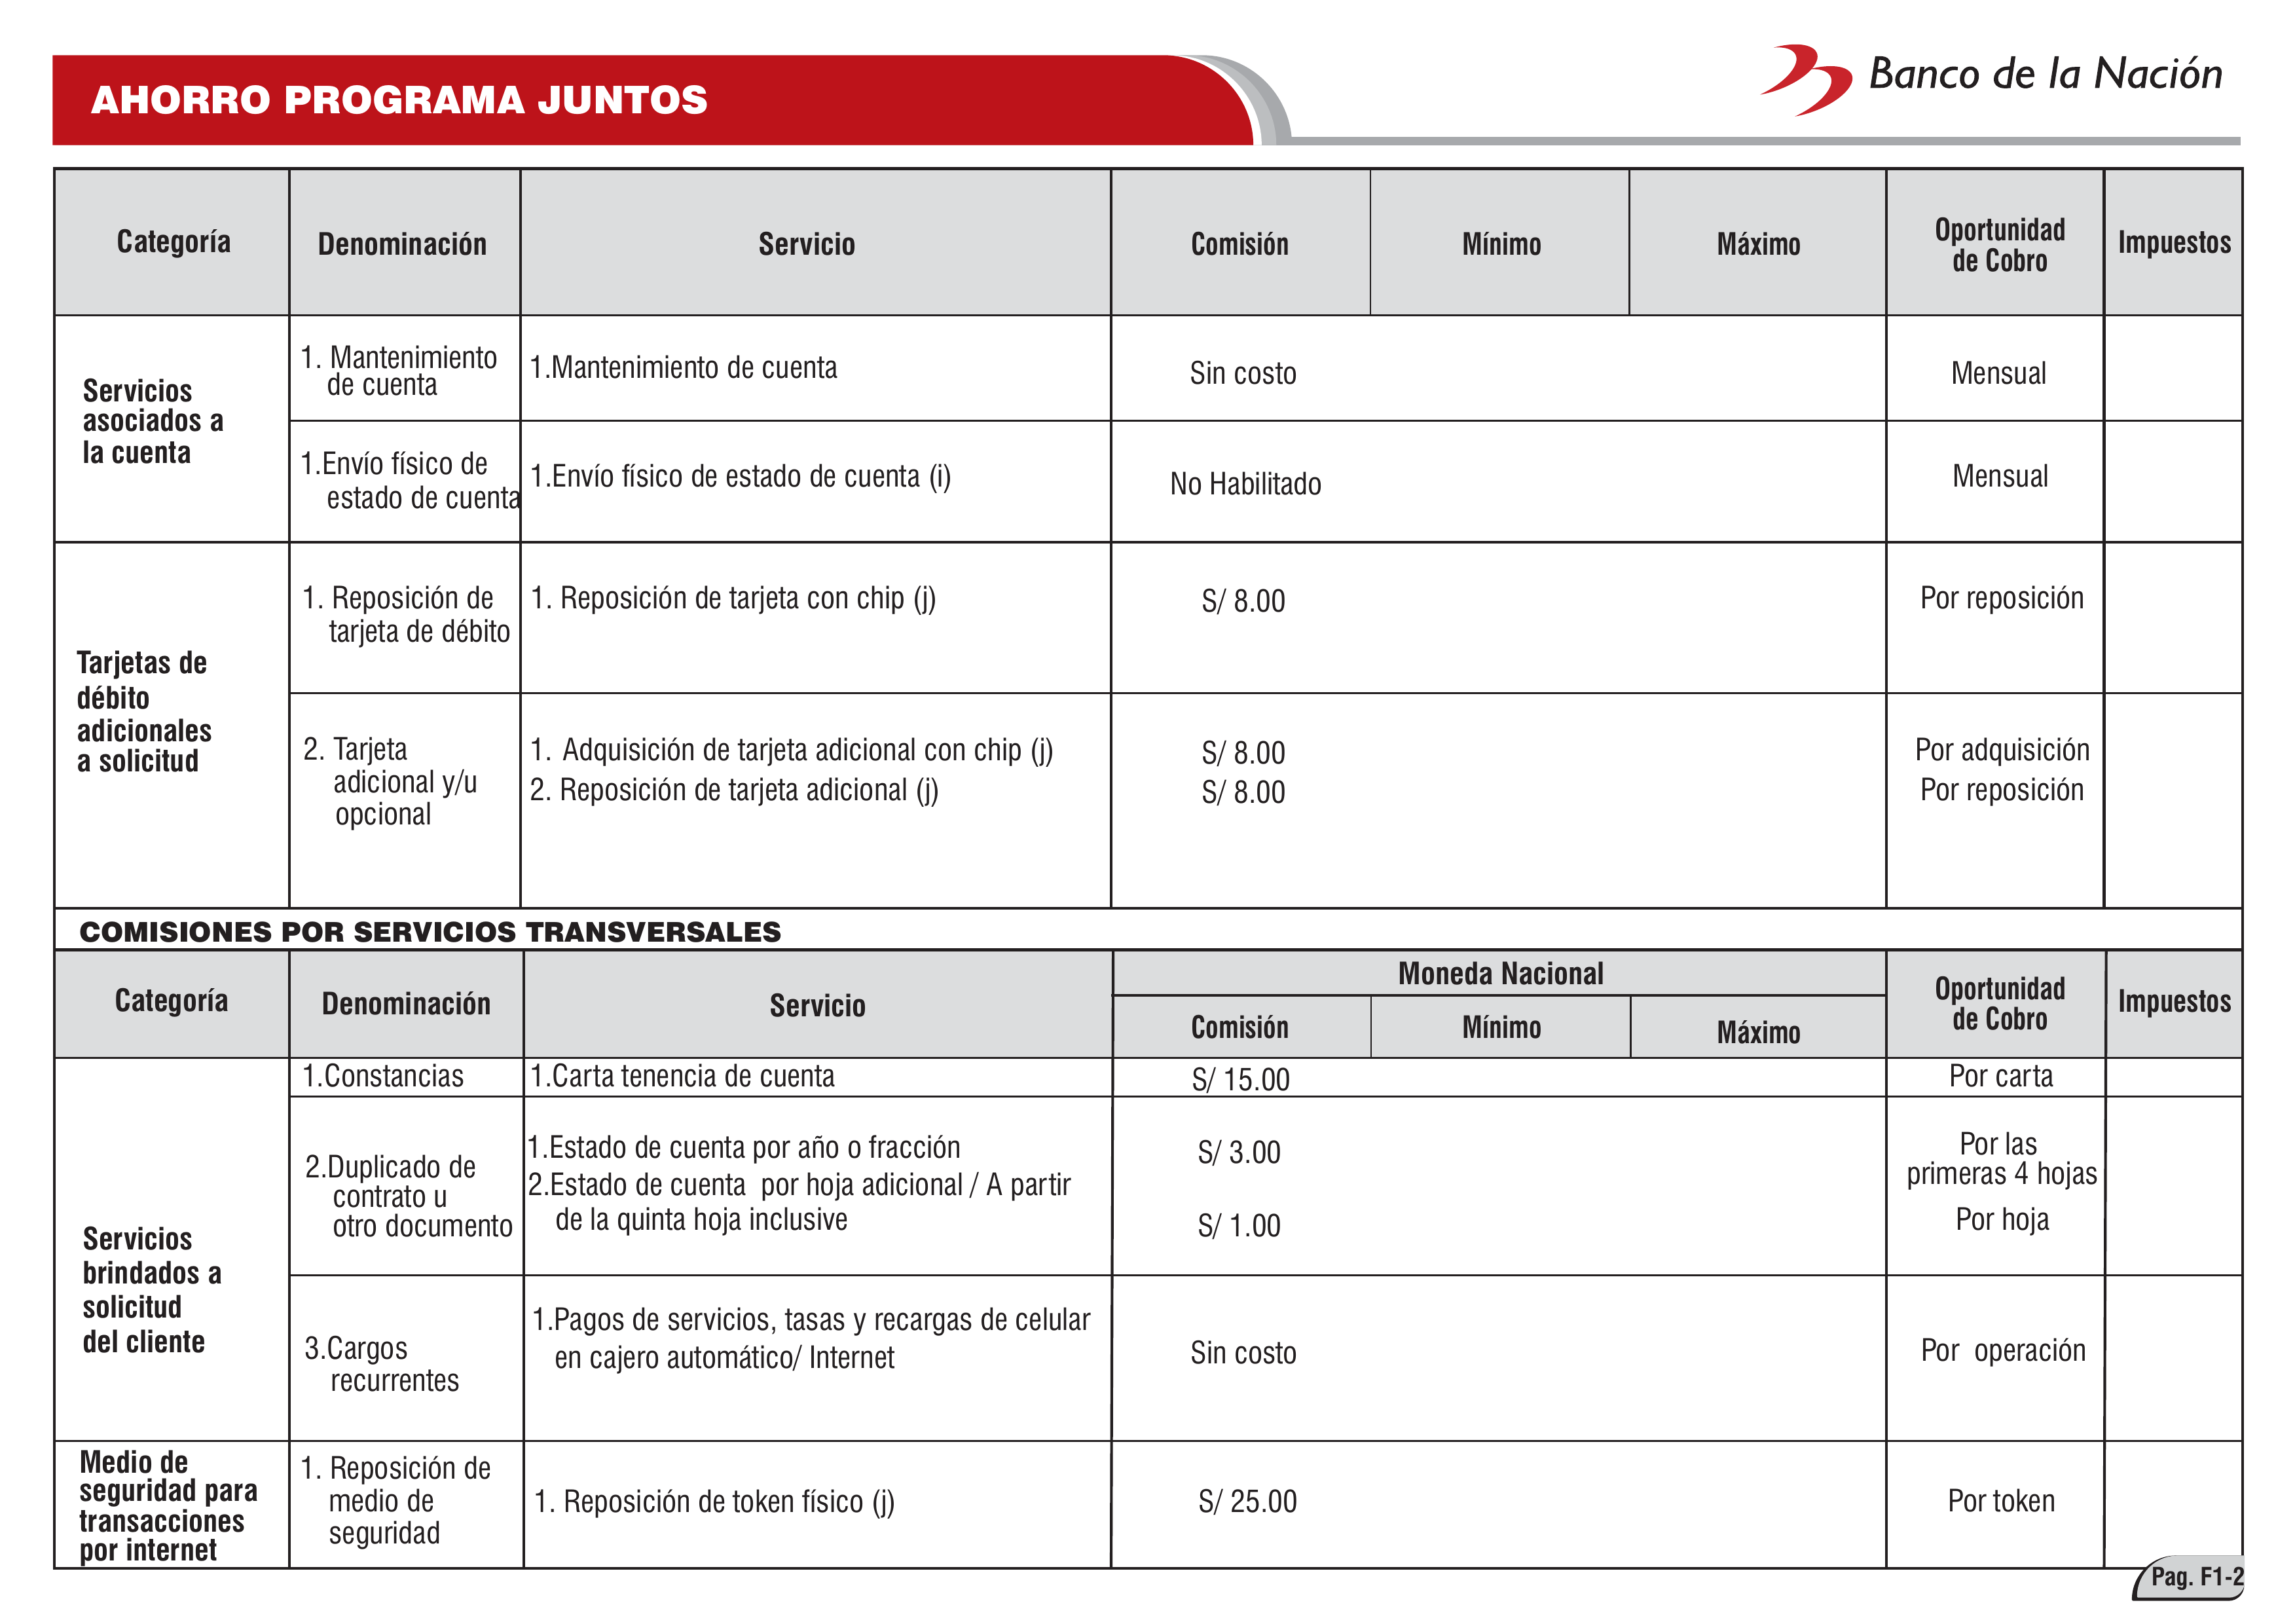 AHORRO PROGRAMA JUNTOS
Banco de la Nación
Categoría
Denominación
Servicio
Comisión
Mínimo
Máximo
Oportunidad
de Cobro
Impuestos
Servicios
asociados a
la cuenta
1. Mantenimiento
de cuenta
1.Mantenimiento de cuenta
Sin costo
Mensual
1.Envío físico de
estado de cuenta
1.Envío físico de estado de cuenta (i)
No Habilitado
Mensual
Tarjetas de
débito
adicionales
a solicitud
1. Reposición de
tarjeta de débito
1. Reposición de tarjeta con chip (j)
S/ 8.00
Por reposición
2. Tarjeta
adicional y/u
opcional
1. Adquisición de tarjeta adicional con chip (j)
S/ 8.00
Por adquisición
2. Reposición de tarjeta adicional (j)
S/ 8.00
Por reposición
COMISIONES POR SERVICIOS TRANSVERSALES
Categoría
Denominación
Servicio
Moneda Nacional
Comisión
Mínimo
Máximo
Oportunidad
de Cobro
Impuestos
Servicios
brindados a
solicitud
del cliente
1.Constancias
1.Carta tenencia de cuenta
S/ 15.00
Por carta
2.Duplicado de
contrato u
otro documento
1.Estado de cuenta por año o fracción
S/ 3.00
Por las
primeras 4 hojas
2.Estado de cuenta por hoja adicional / A partir
de la quinta hoja inclusive
S/ 1.00
Por hoja
3.Cargos
recurrentes
1.Pagos de servicios, tasas y recargas de celular
en cajero automático/ Internet
Sin costo
Por operación
Medio de
seguridad para
transacciones
por internet
1. Reposición de
medio de
seguridad
1. Reposición de token físico (j)
S/ 25.00
Por token
Pag. F1-2